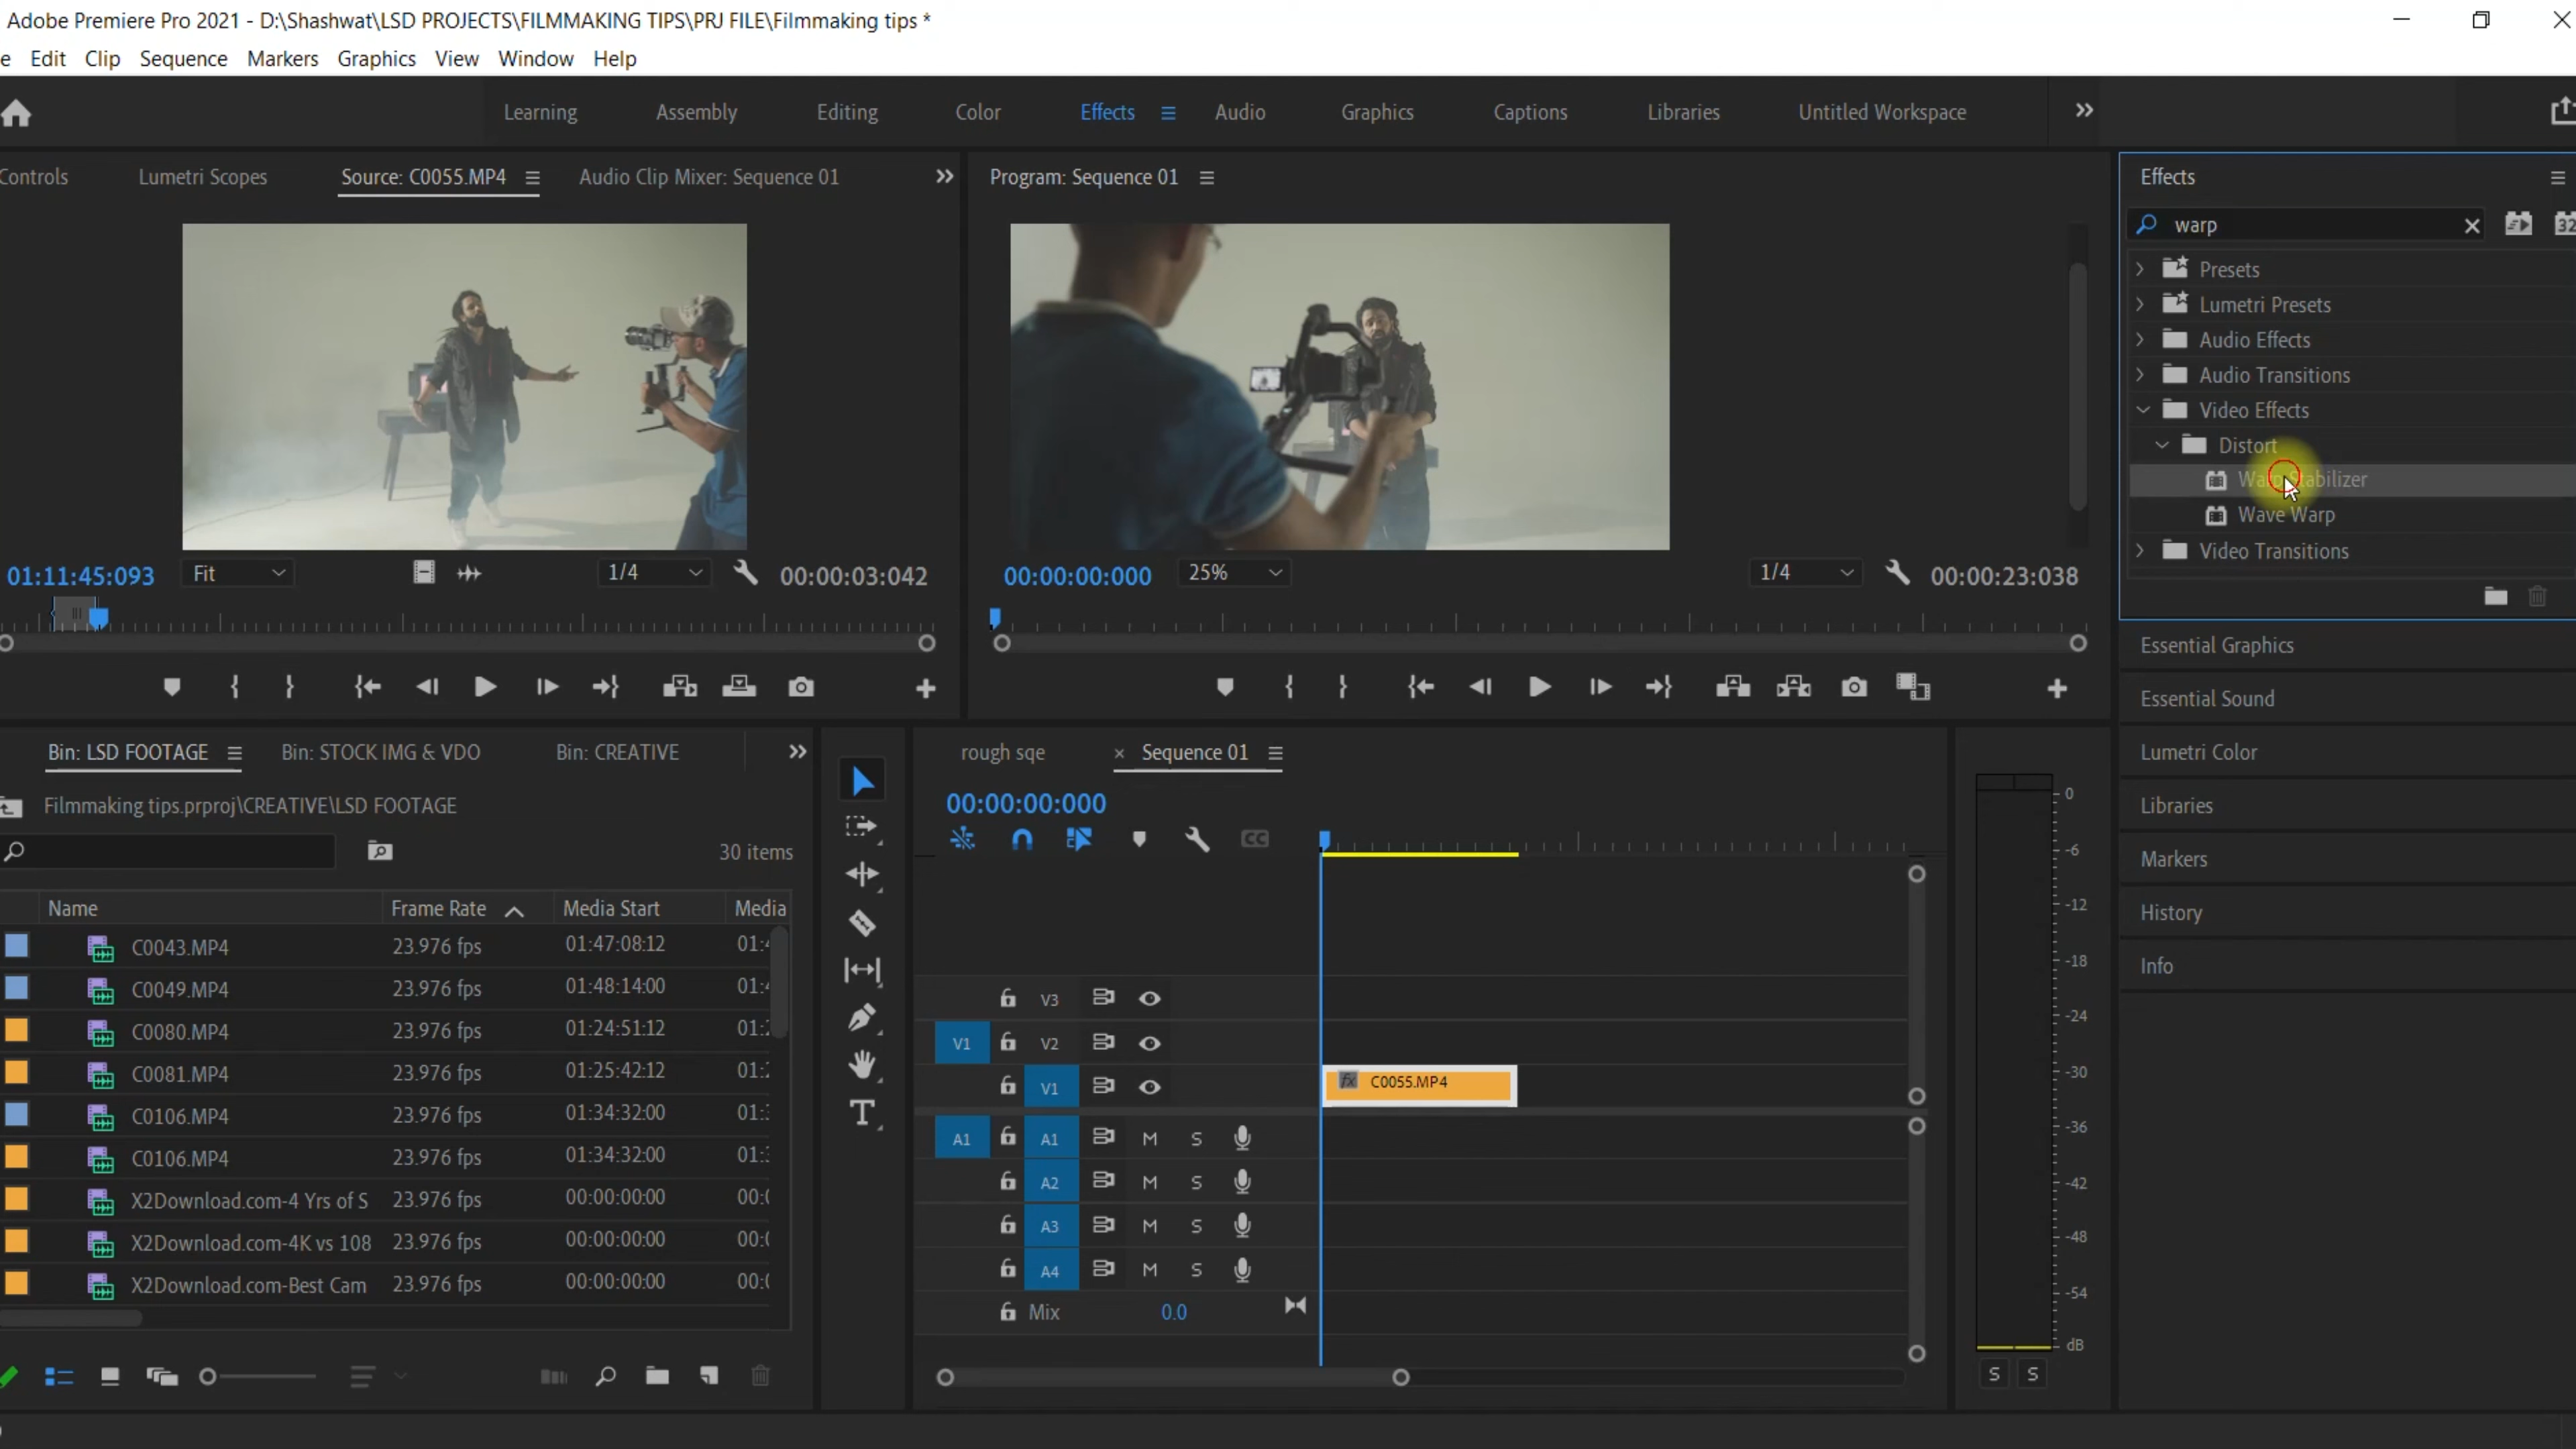 Adobe Premiere Pro 2021 - D:\Shashwat\LSD PROJECTS\FILMMAKING TIPS\PRJ FILE\Filmmaking tips *
e Edit Clip Sequence Markers Graphics View Window Help
Learning Assembly Editing Color Effects Audio Graphics Captions Libraries Untitled Workspace
Controls Lumetri Scopes Source: C0055.MP4 Audio Clip Mixer: Sequence 01
Program: Sequence 01
01:11:45:093 Fit 1/4 00:00:03:042
00:00:00:000 25% 1/4 00:00:23:038
Effects
warp
32
Presets
Lumetri Presets
Audio Effects
Audio Transitions
Video Effects
Distort
Warp Stabilizer
Wave Warp
Video Transitions
Essential Graphics
Essential Sound
Lumetri Color
Libraries
Markers
History
Info
Bin: LSD FOOTAGE Bin: STOCK IMG & VDO Bin: CREATIVE
Filmmaking tips.prproj\CREATIVE\LSD FOOTAGE
30 items
Name Frame Rate Media Start Media
C0043.MP4 23.976 fps 01:47:08:12 01:4
C0049.MP4 23.976 fps 01:48:14:00 01:4
C0080.MP4 23.976 fps 01:24:51:12 01:2
C0081.MP4 23.976 fps 01:25:42:12 01:2
C0106.MP4 23.976 fps 01:34:32:00 01:3
C0106.MP4 23.976 fps 01:34:32:00 01:3
X2Download.com-4 Yrs of S 23.976 fps 00:00:00:00 00:0
X2Download.com-4K vs 108 23.976 fps 00:00:00:00 00:0
X2Download.com-Best Cam 23.976 fps 00:00:00:00 00:0
rough sqe × Sequence 01
00:00:00:000
CC
V3
V1 V2
V1 fx C0055.MP4
A1 A1 M S
A2 M S
A3 M S
A4 M S
Mix 0.0
0
-6
-12
-18
-24
-30
-36
-42
-48
-54
dB
S S